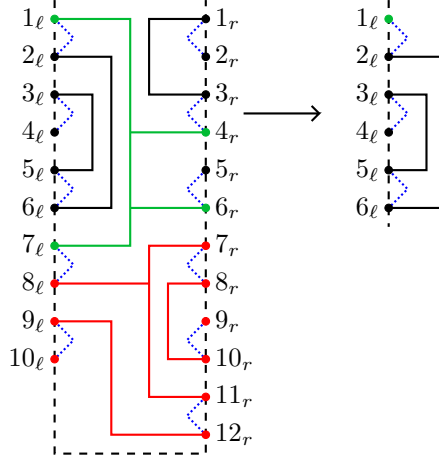 1ℓ 1r 1ℓ
2ℓ 2r 2ℓ
3ℓ 3r 3ℓ
4ℓ 4r 4ℓ
5ℓ 5r 5ℓ
6ℓ 6r 6ℓ
7ℓ 7r
8ℓ 8r
9ℓ 9r
10ℓ 10r
11r
12r